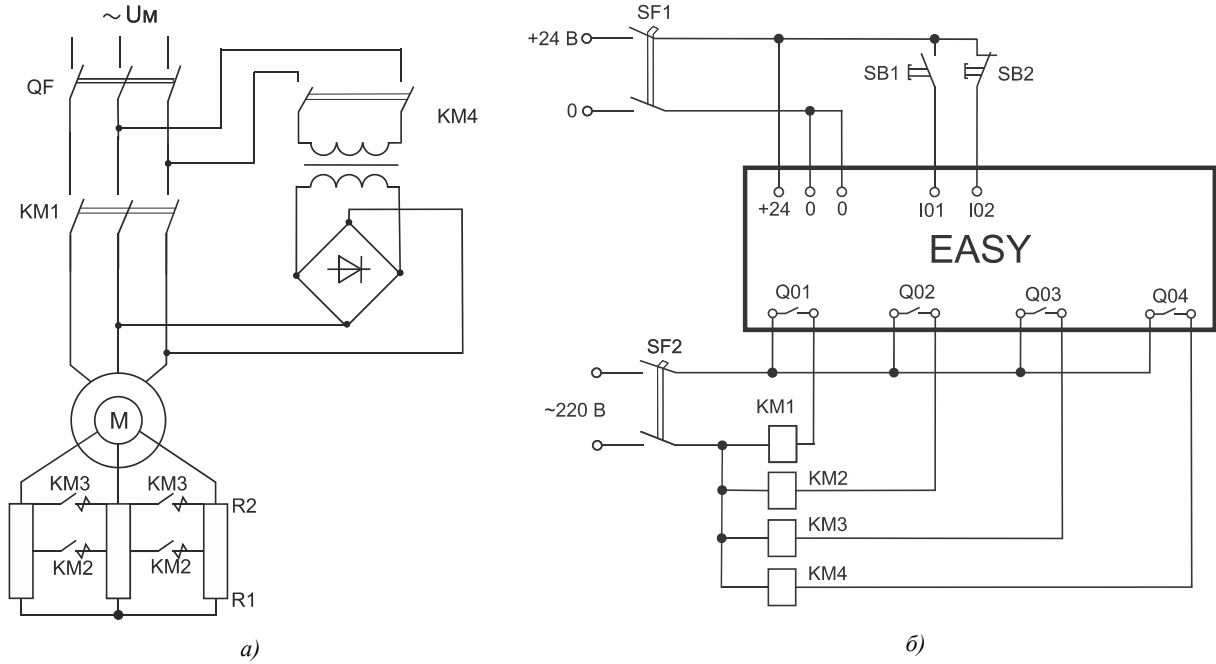 ~ Uм
QF
KM4
KM1
M
KM3
KM3
R2
KM2
KM2
R1
а)
SF1
+24 В
0
SB1
SB2
+24
0
0
I01
I02
EASY
Q01
Q02
Q03
Q04
SF2
~220 В
KM1
KM2
KM3
KM4
б)